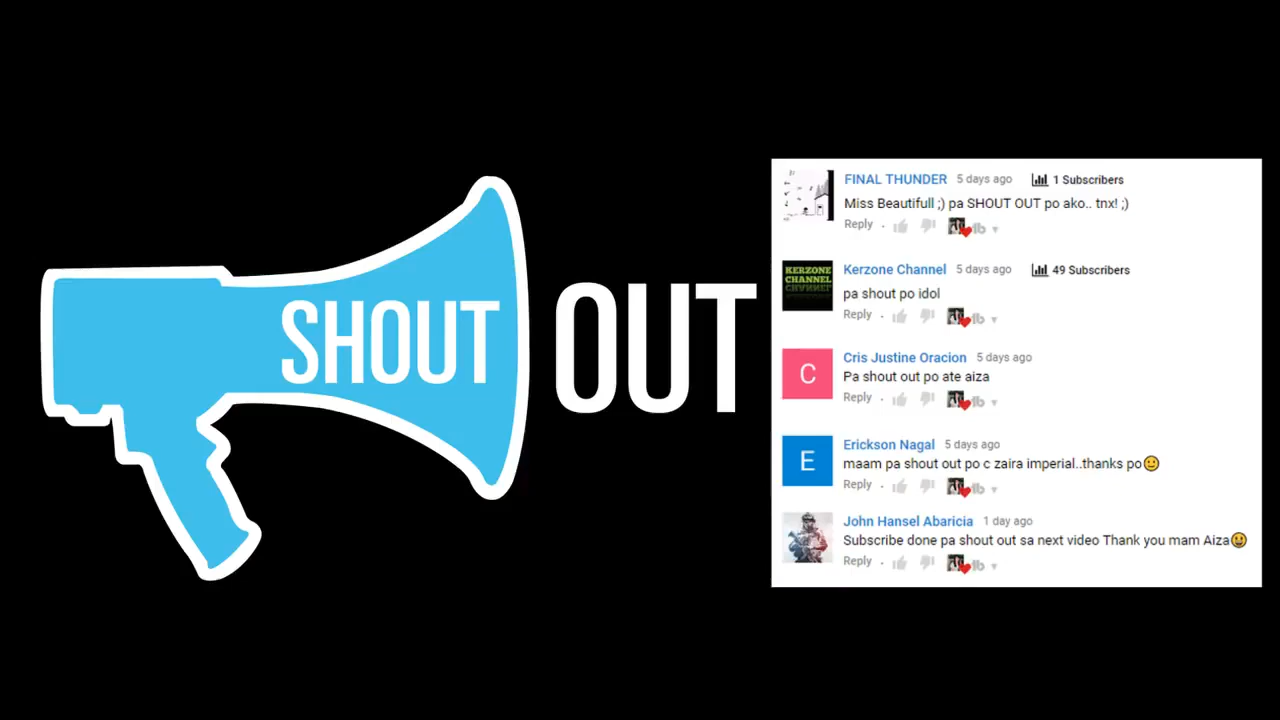 SHOUT OUT
FINAL THUNDER 5 days ago 1 Subscribers
Miss Beautifull ;) pa SHOUT OUT po ako.. tnx! ;)
Reply
KERZONE
CHANNEL
Kerzone Channel 5 days ago 49 Subscribers
pa shout po idol
Reply
C
Cris Justine Oracion 5 days ago
Pa shout out po ate aiza
Reply
E
Erickson Nagal 5 days ago
maam pa shout out po c zaira imperial..thanks po🙂
Reply
John Hansel Abaricia 1 day ago
Subscribe done pa shout out sa next video Thank you mam Aiza😀
Reply